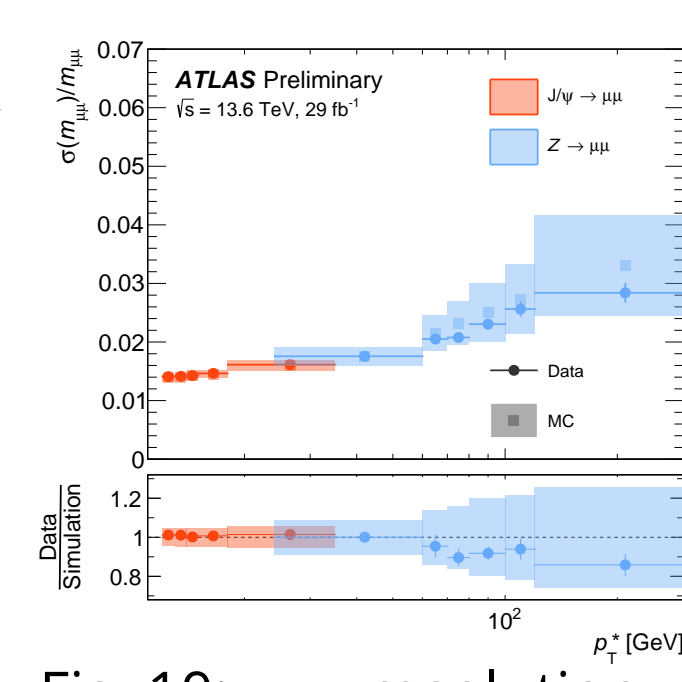 0.07
0.06
0.05
0.04
0.03
0.02
0.01
0
σ(m_μμ)/m_μμ
ATLAS Preliminary
√s = 13.6 TeV, 29 fb⁻¹
J/ψ → μμ
Z → μμ
Data
MC
1.2
1
0.8
Data
Simulation
10²
p_T* [GeV]